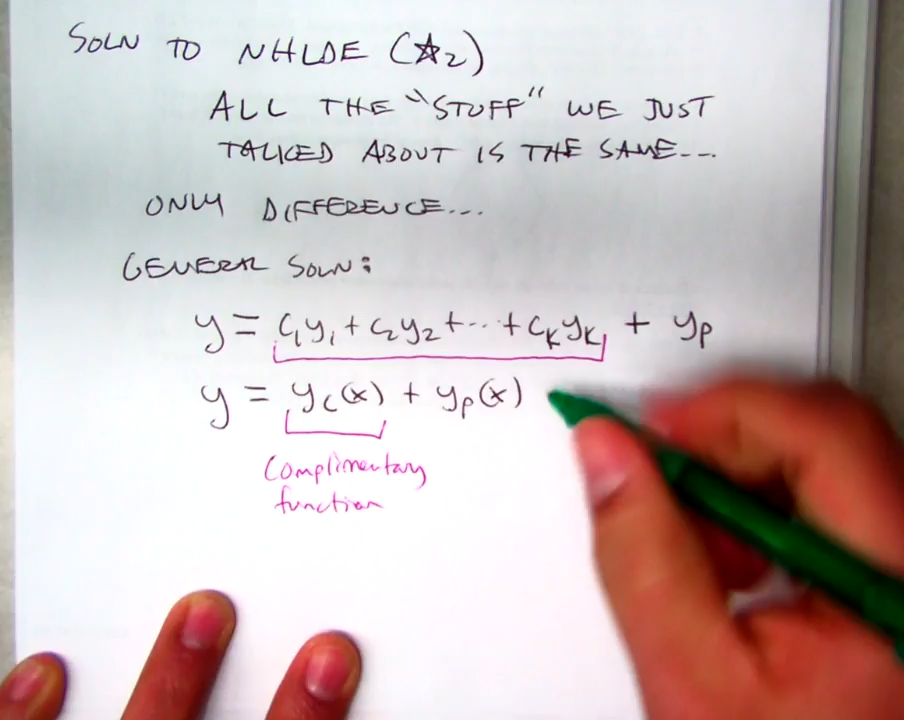 SOLN TO NHLDE (☆2)
ALL THE "STUFF" WE JUST
TALKED ABOUT IS THE SAME---
ONLY DIFFERENCE...
GENERAL SOLN:
y = c₁y₁ + c₂y₂ + ... + cₖyₖ + yₚ
y = y_c(x) + yₚ(x)
Complimentary
function